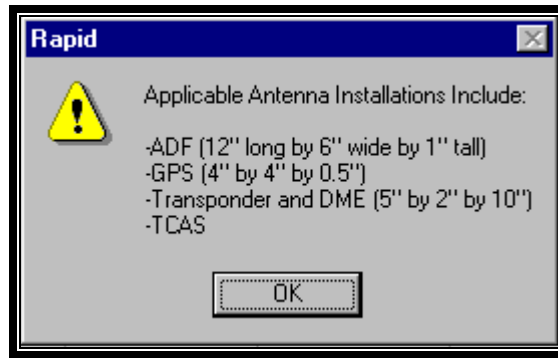 Rapid
Applicable Antenna Installations Include:
-ADF (12" long by 6" wide by 1" tall)
-GPS (4" by 4" by 0.5")
-Transponder and DME (5" by 2" by 10")
-TCAS
OK